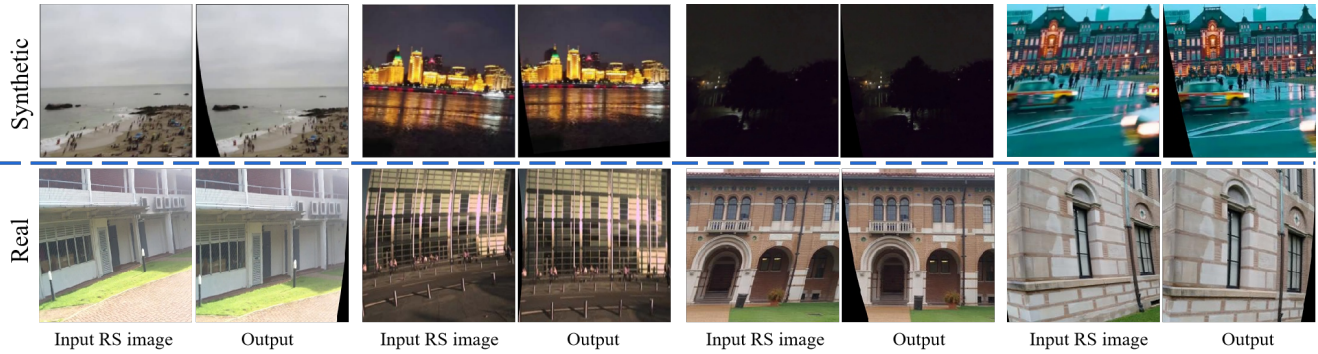 Synthetic
Real
Input RS image Output Input RS image Output Input RS image Output Input RS image Output